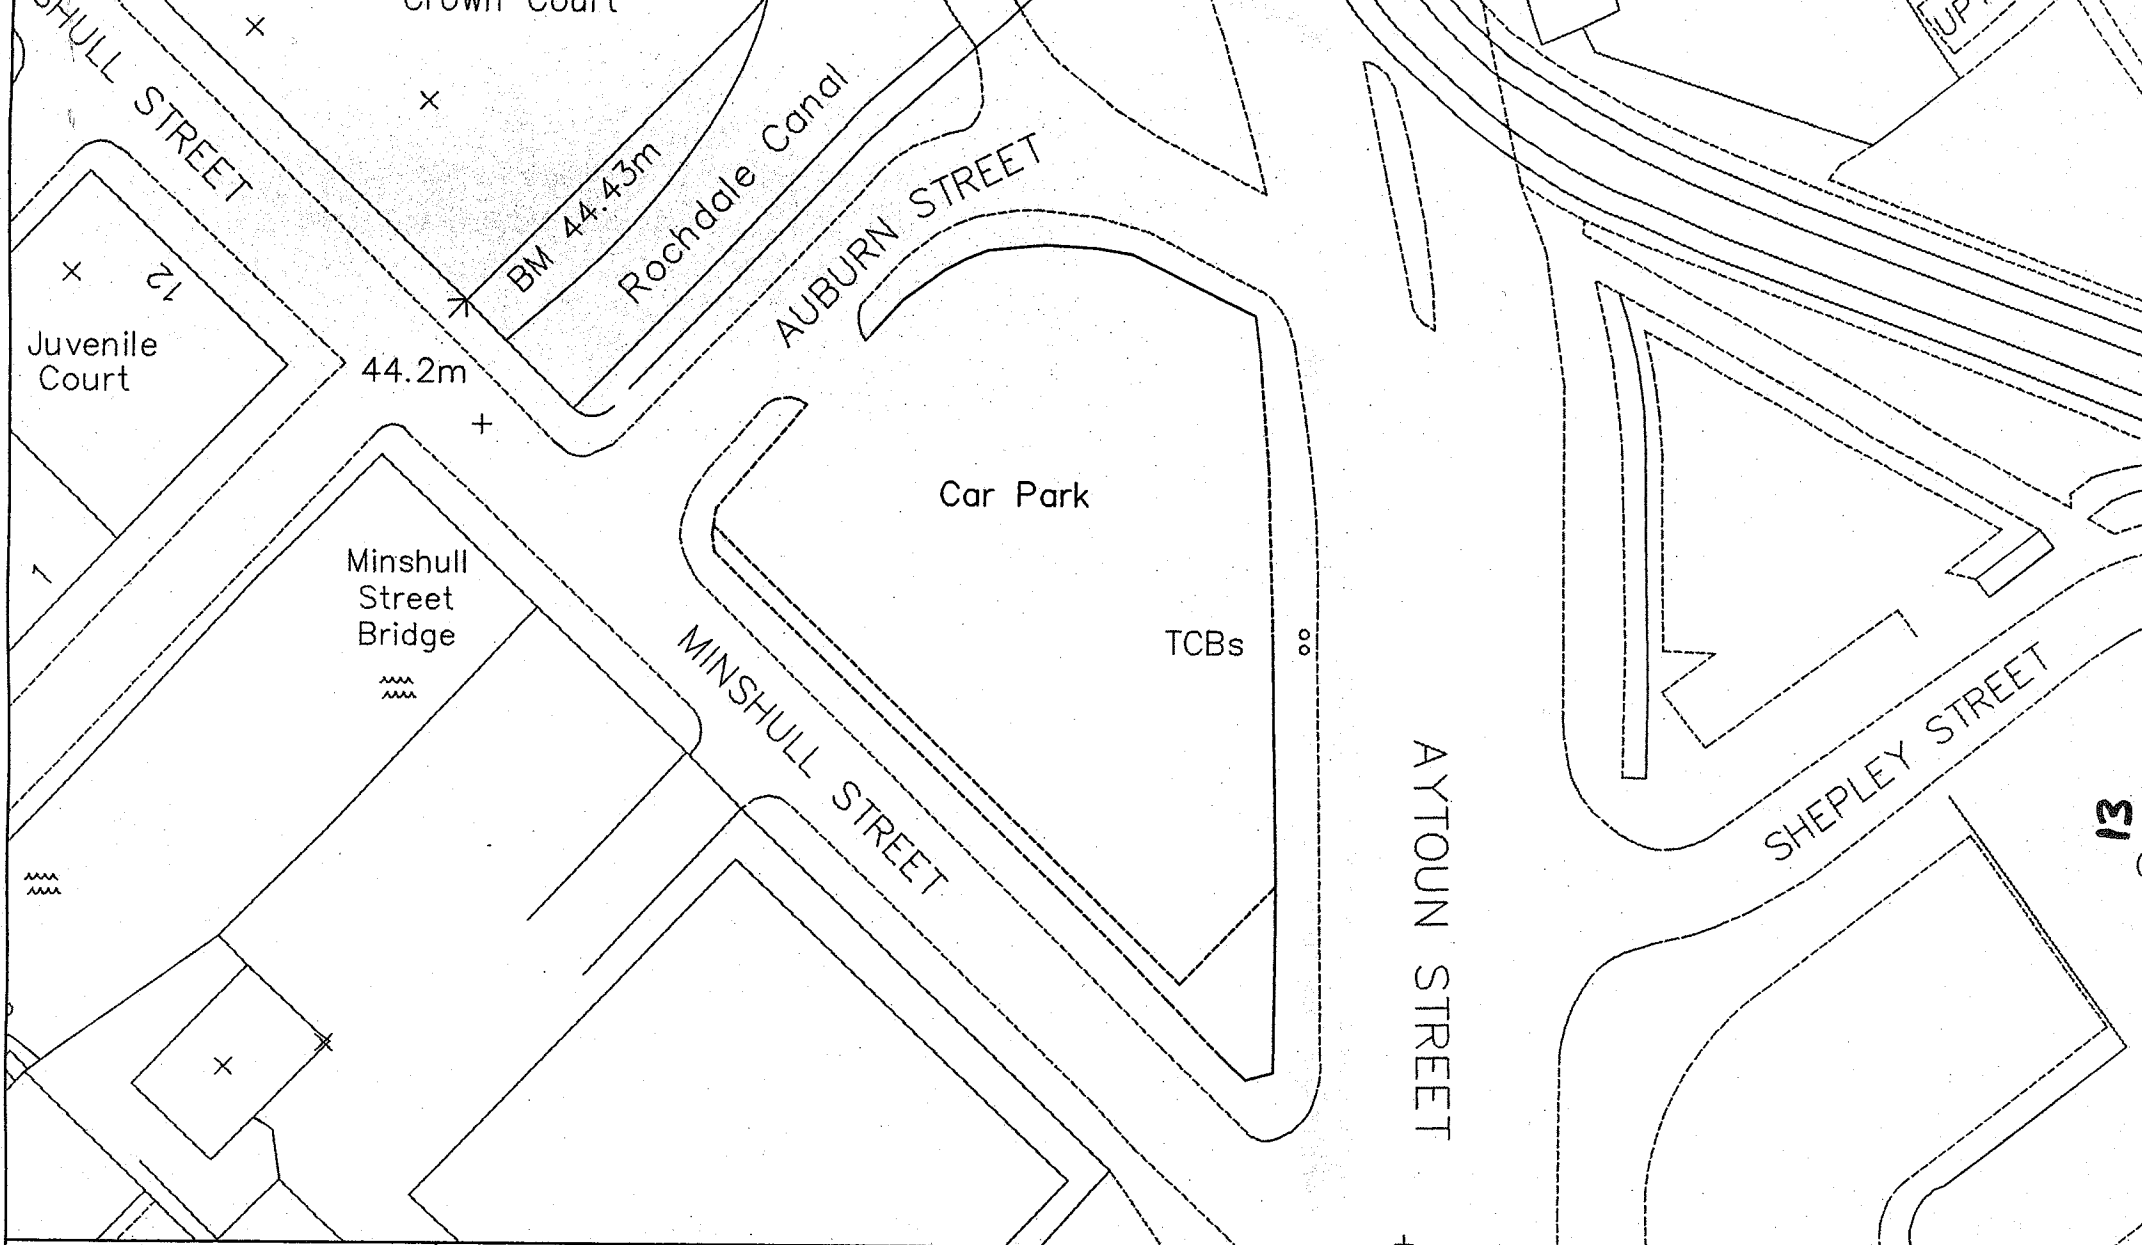 Crown Court
SHULL STREET
BM 44.43m
Rochdale Canal
AUBURN STREET
12
Juvenile
Court
44.2m
1
Minshull
Street
Bridge
Car Park
TCBs
MINSHULL STREET
AYTOUN STREET
SHEPLEY STREET
13